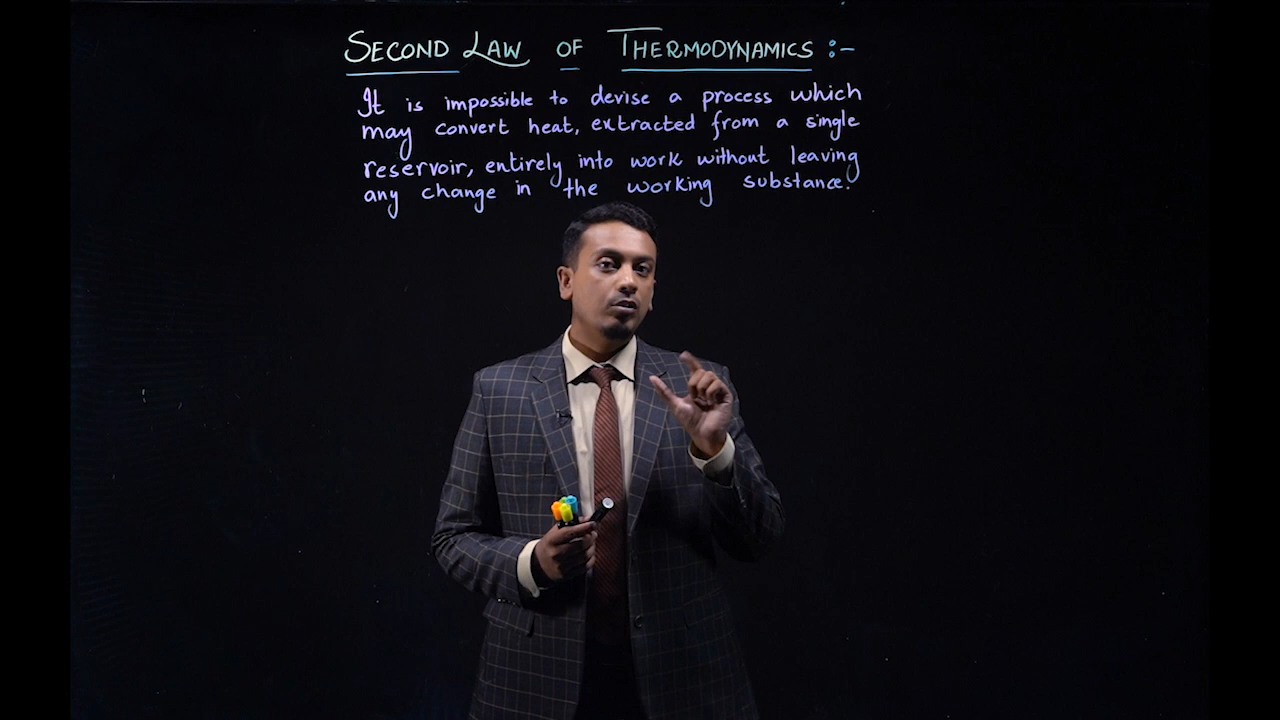 SECOND LAW OF THERMODYNAMICS :-
It is impossible to devise a process which
may convert heat, extracted from a single
reservoir, entirely into work without leaving
any change in the working substance.